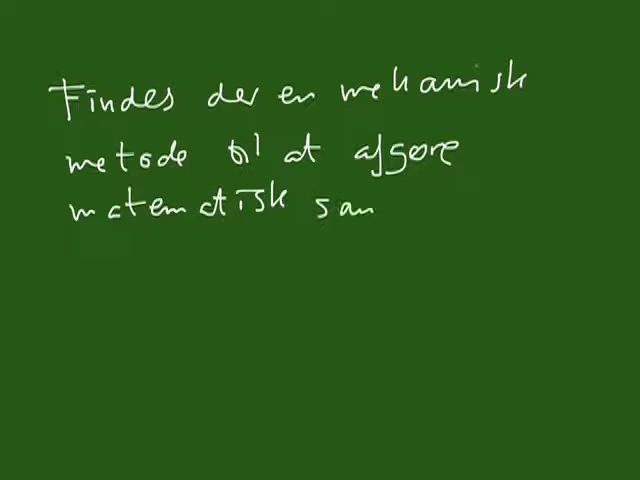 Findes der en mekanisk
metode til at afgøre
matematisk san